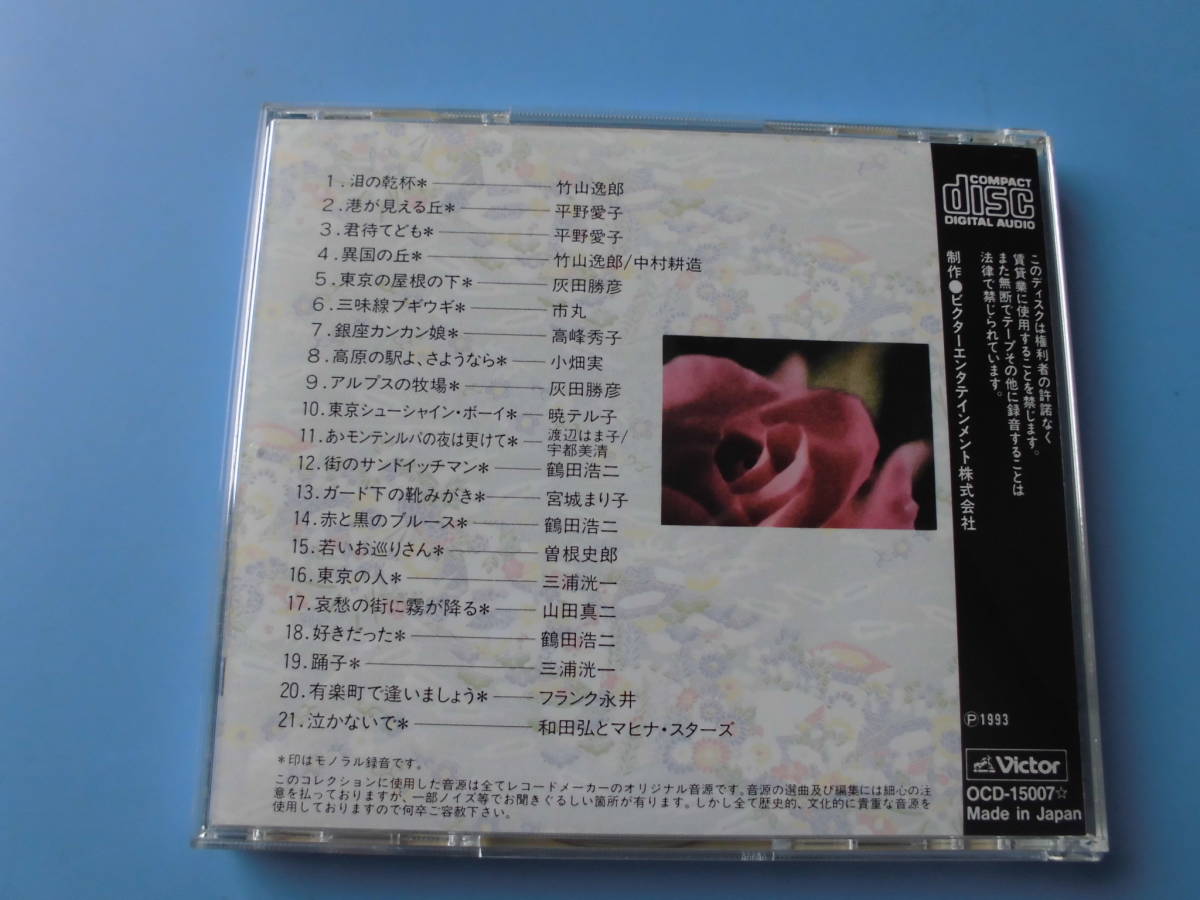 1.泪の乾杯* 竹山逸郎
2.港が見える丘* 平野愛子
3.君待てども* 平野愛子
4.異国の丘* 竹山逸郎/中村耕造
5.東京の屋根の下* 灰田勝彦
6.三味線ブギウギ* 市丸
7.銀座カンカン娘* 高峰秀子
8.高原の駅よ、さようなら* 小畑実
9.アルプスの牧場* 灰田勝彦
10.東京シューシャイン・ボーイ* 暁テル子
11.あゝモンテンルパの夜は更けて* 渡辺はま子/
宇都美清
12.街のサンドイッチマン* 鶴田浩二
13.ガード下の靴みがき* 宮城まり子
14.赤と黒のブルース* 鶴田浩二
15.若いお巡りさん* 曽根史郎
16.東京の人* 三浦洸一
17.哀愁の街に霧が降る* 山田真二
18.好きだった* 鶴田浩二
19.踊子* 三浦洸一
20.有楽町で逢いましょう* フランク永井
21.泣かないで* 和田弘とマヒナ・スターズ
*印はモノラル録音です。
このコレクションに使用した音源は全てレコードメーカーのオリジナル音源です。音源の選曲及び編集には細心の注
意を払っておりますが、一部ノイズ等でお聞きぐるしい箇所が有ります。しかし全て歴史的、文化的に貴重な音源を
使用しておりますので何卒ご容赦下さい。
COMPACT
disc
DIGITAL AUDIO
このディスクは権利者の許諾なく
賃貸業に使用することを禁じます。
また無断でテープその他に録音することは
法律で禁じられています。
制作●ビクターエンタテインメント株式会社
Ⓟ1993
Victor
OCD-15007☆
Made in Japan